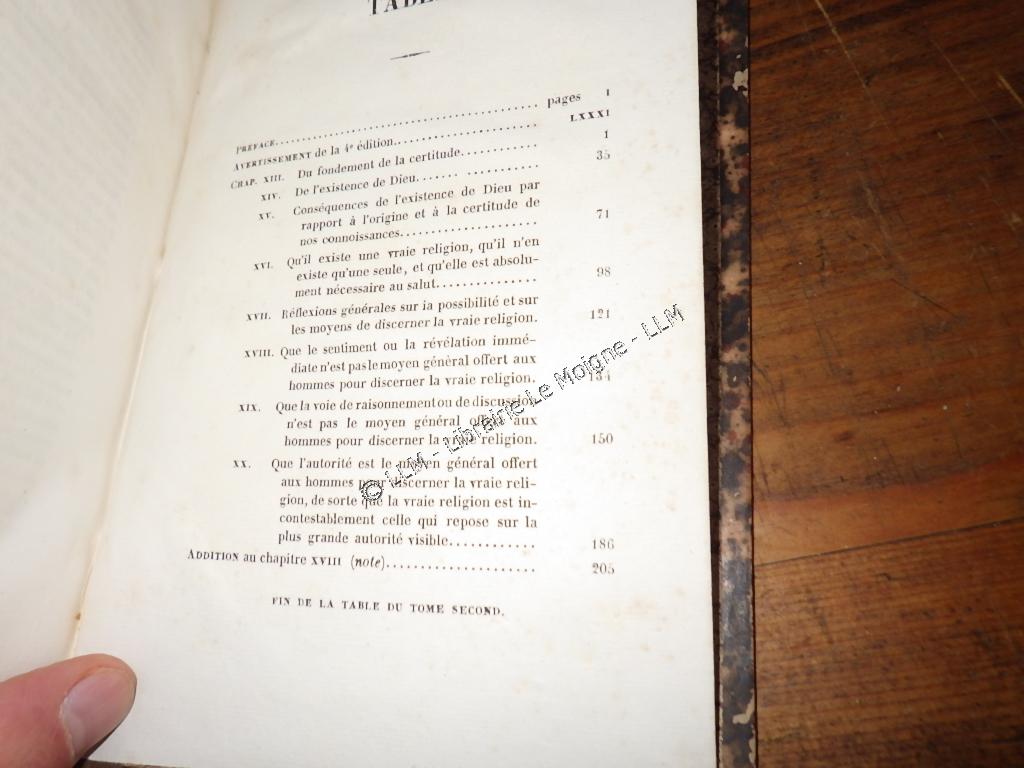 TABLE
PRÉFACE........................................ pages I
AVERTISSEMENT de la 4e édition...................... LXXXI
CHAP. XIII. Du fondement de la certitude............ 1
XIV. De l'existence de Dieu...... ........... 35
XV. Conséquences de l'existence de Dieu par
rapport à l'origine et à la certitude de
nos connoissances................... 71
XVI. Qu'il existe une vraie religion, qu'il n'en
existe qu'une seule, et qu'elle est absolu-
ment nécessaire au salut............... 98
XVII. Réflexions générales sur la possibilité et sur
les moyens de discerner la vraie religion. 121
XVIII. Que le sentiment ou la révélation immé-
diate n'est pas le moyen général offert aux
hommes pour discerner la vraie religion. 134
XIX. Que la voie de raisonnement ou de discussion
n'est pas le moyen général offert aux
hommes pour discerner la vraie religion. 150
XX. Que l'autorité est le moyen général offert
aux hommes pour discerner la vraie reli-
gion, de sorte que la vraie religion est in-
contestablement celle qui repose sur la
plus grande autorité visible............ 186
ADDITION au chapitre XVIII (note)..................... 205
FIN DE LA TABLE DU TOME SECOND.
© LLM - Librairie Le Moigne - LLM